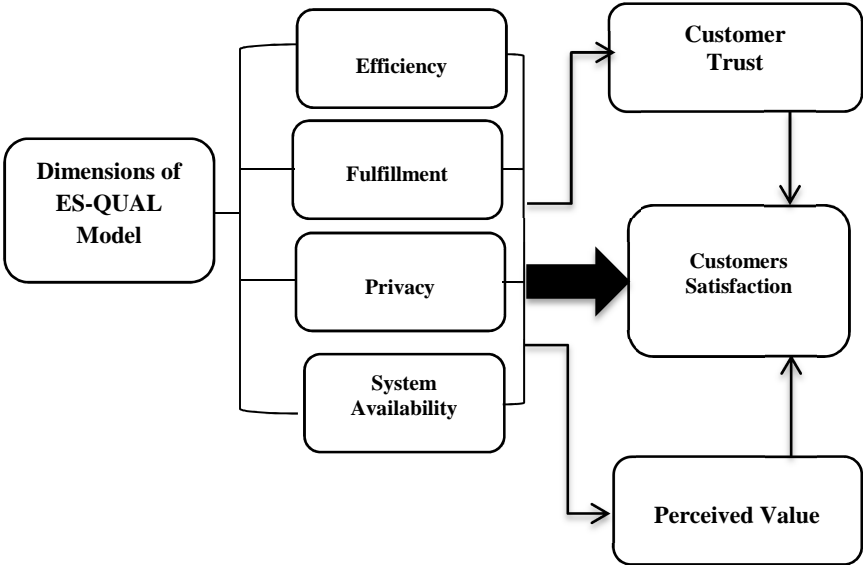 Dimensions of
ES-QUAL
Model
Efficiency
Fulfillment
Privacy
System
Availability
Customer
Trust
Customers
Satisfaction
Perceived Value